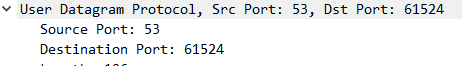 User Datagram Protocol, Src Port: 53, Dst Port: 61524
Source Port: 53
Destination Port: 61524